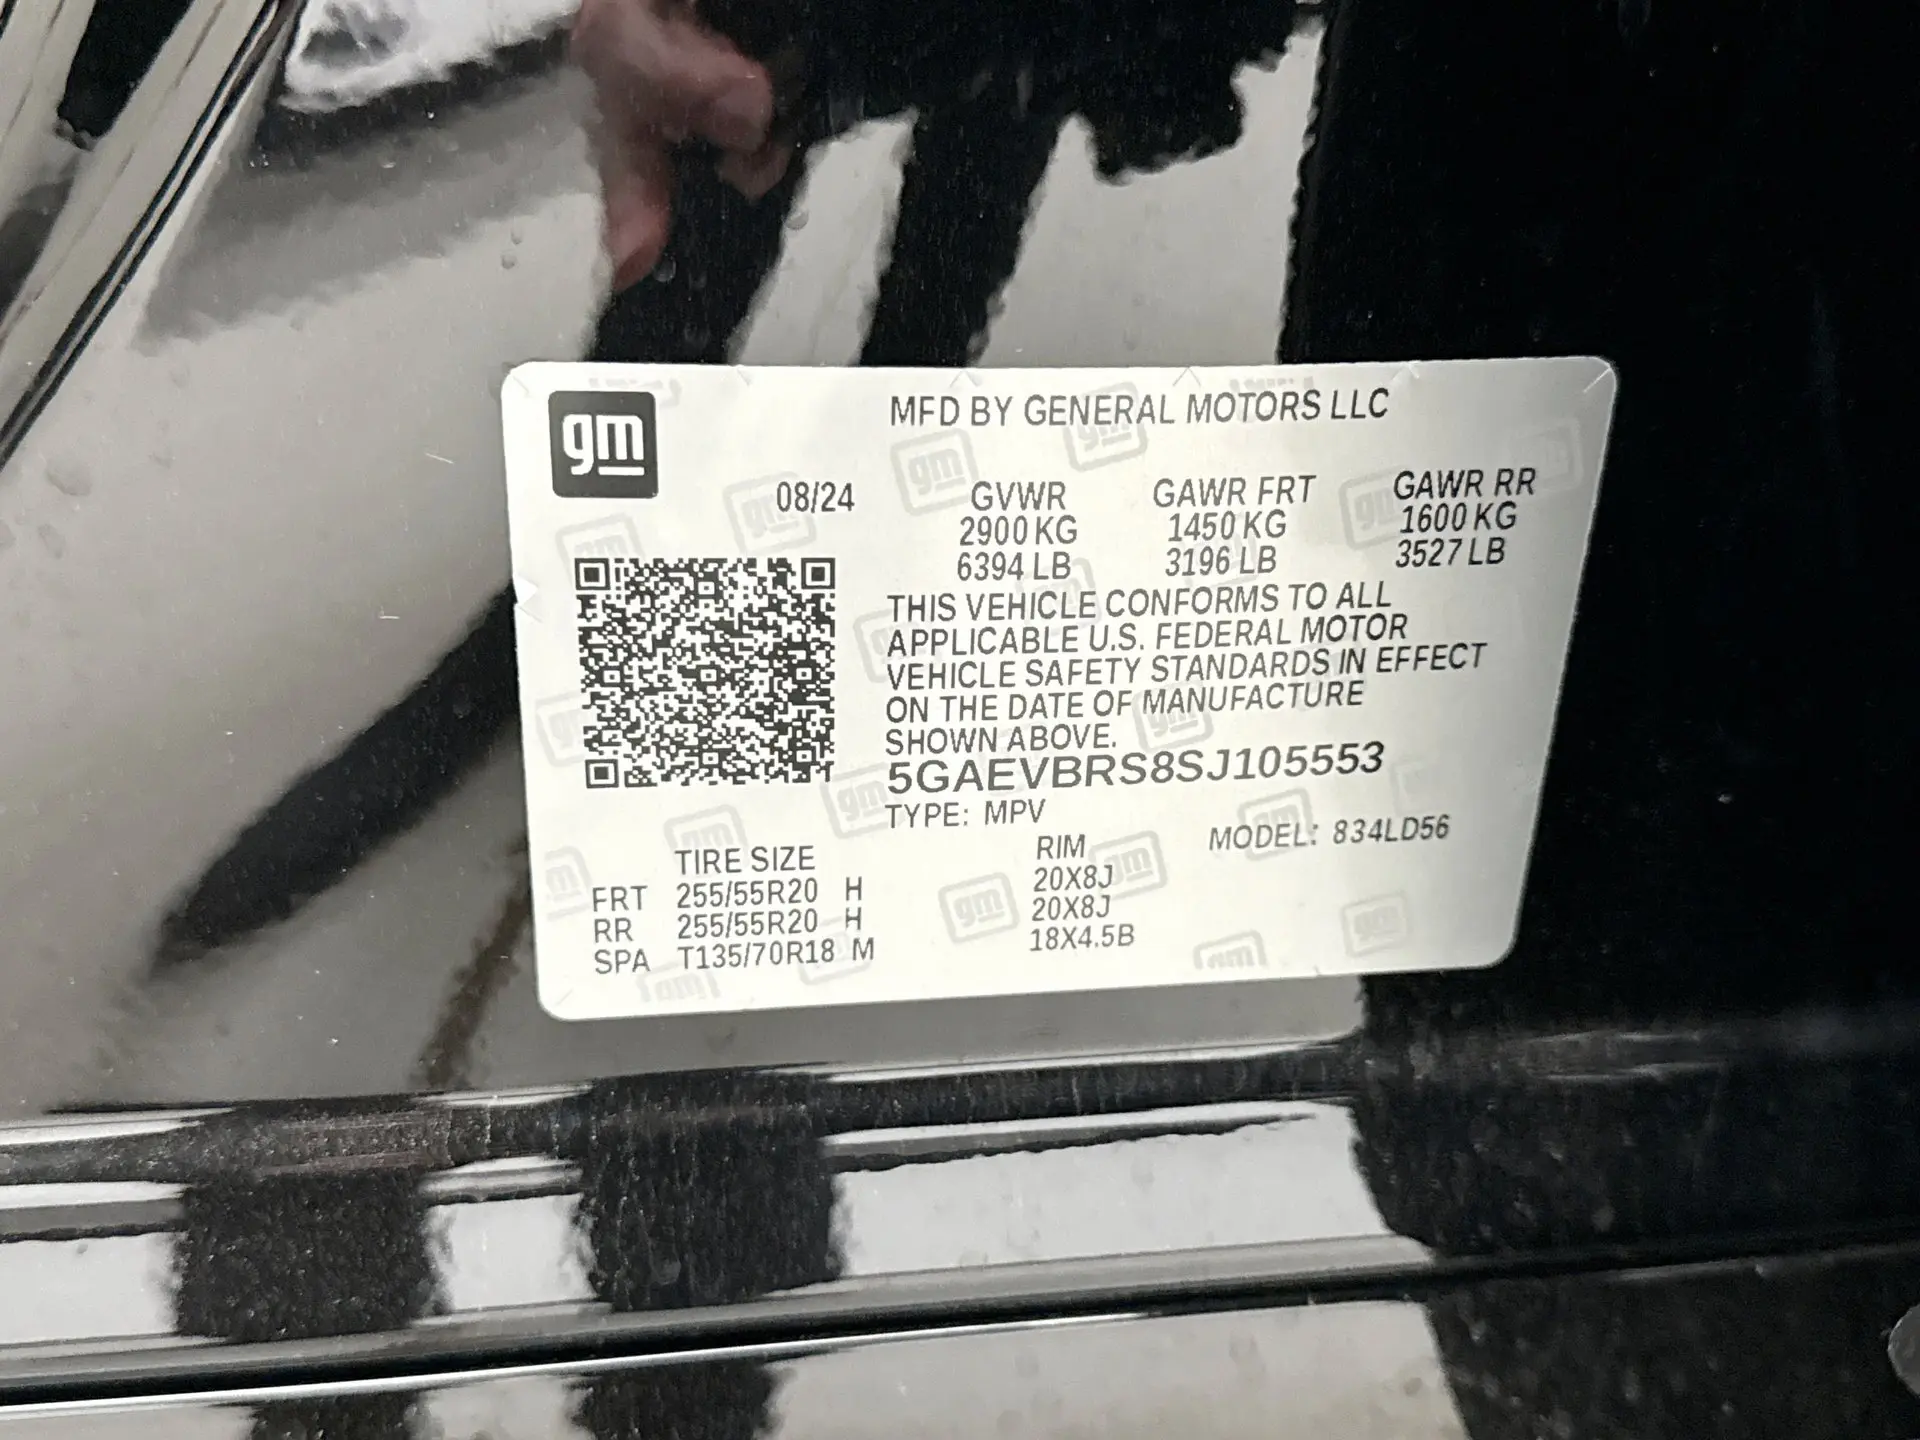 gm
MFD BY GENERAL MOTORS LLC
08/24
GVWR GAWR FRT GAWR RR
2900 KG 1450 KG 1600 KG
6394 LB 3196 LB 3527 LB
THIS VEHICLE CONFORMS TO ALL
APPLICABLE U.S. FEDERAL MOTOR
VEHICLE SAFETY STANDARDS IN EFFECT
ON THE DATE OF MANUFACTURE
SHOWN ABOVE.
5GAEVBRS8SJ105553
TYPE: MPV
MODEL: 834LD56
TIRE SIZE RIM
FRT 255/55R20 H 20X8J
RR 255/55R20 H 20X8J
SPA T135/70R18 M 18X4.5B